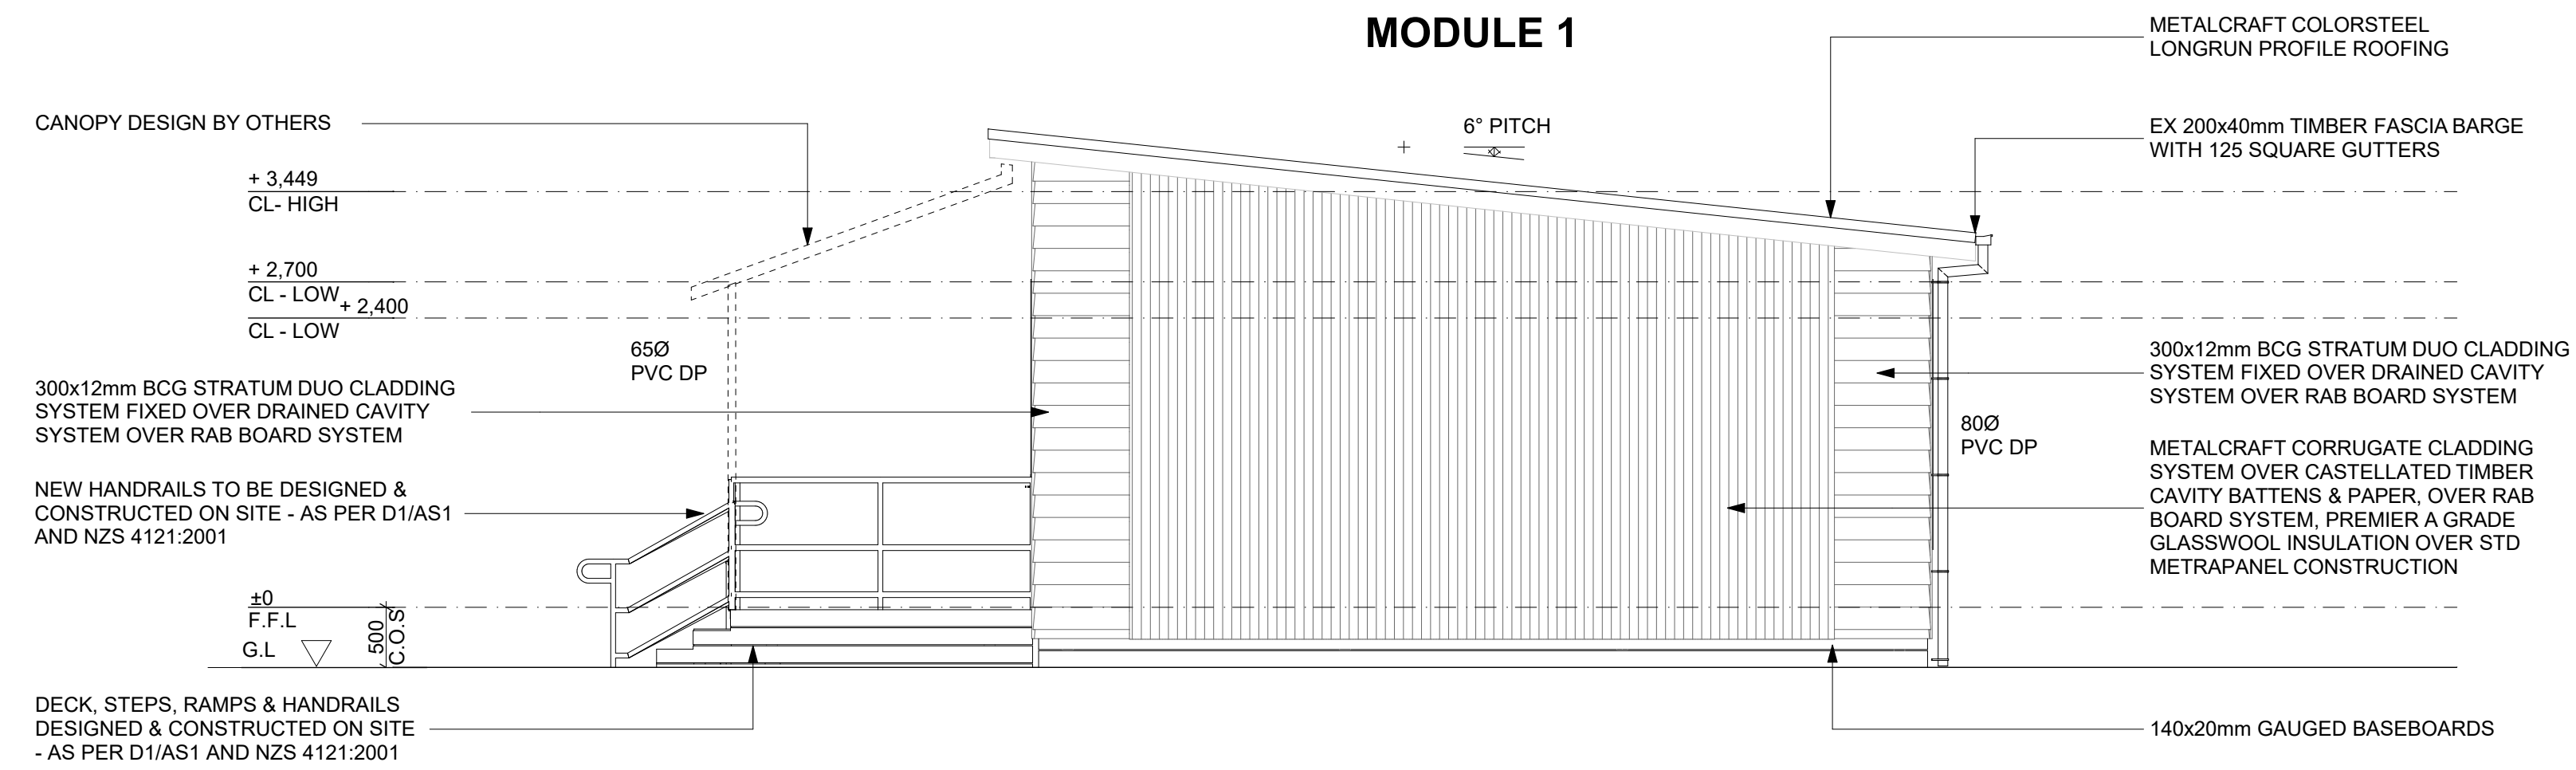 MODULE 1
METALCRAFT COLORSTEEL
LONGRUN PROFILE ROOFING
CANOPY DESIGN BY OTHERS
6° PITCH
EX 200x40mm TIMBER FASCIA BARGE
WITH 125 SQUARE GUTTERS
+ 3,449
CL- HIGH
+ 2,700
CL - LOW
+ 2,400
CL - LOW
65Ø
PVC DP
300x12mm BCG STRATUM DUO CLADDING
SYSTEM FIXED OVER DRAINED CAVITY
SYSTEM OVER RAB BOARD SYSTEM
300x12mm BCG STRATUM DUO CLADDING
SYSTEM FIXED OVER DRAINED CAVITY
SYSTEM OVER RAB BOARD SYSTEM
80Ø
PVC DP
METALCRAFT CORRUGATE CLADDING
SYSTEM OVER CASTELLATED TIMBER
CAVITY BATTENS & PAPER, OVER RAB
BOARD SYSTEM, PREMIER A GRADE
GLASSWOOL INSULATION OVER STD
METRAPANEL CONSTRUCTION
NEW HANDRAILS TO BE DESIGNED &
CONSTRUCTED ON SITE - AS PER D1/AS1
AND NZS 4121:2001
±0
F.F.L
G.L
500
C.O.S
DECK, STEPS, RAMPS & HANDRAILS
DESIGNED & CONSTRUCTED ON SITE
- AS PER D1/AS1 AND NZS 4121:2001
140x20mm GAUGED BASEBOARDS